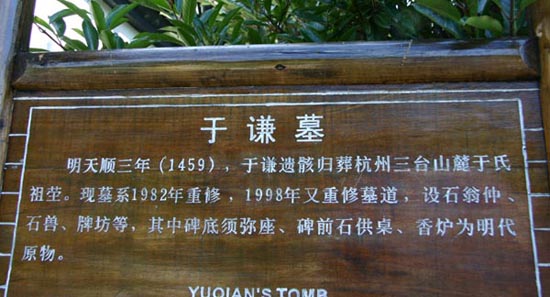 于谦墓
明天顺三年(1459),于谦遗骸归葬杭州三台山麓于氏
祖茔。现墓系1982年重修,1998年又重修墓道,设石翁仲、
石兽、牌坊等,其中碑底须弥座、碑前石供桌、香炉为明代
原物。
YUQIAN'S TOMB